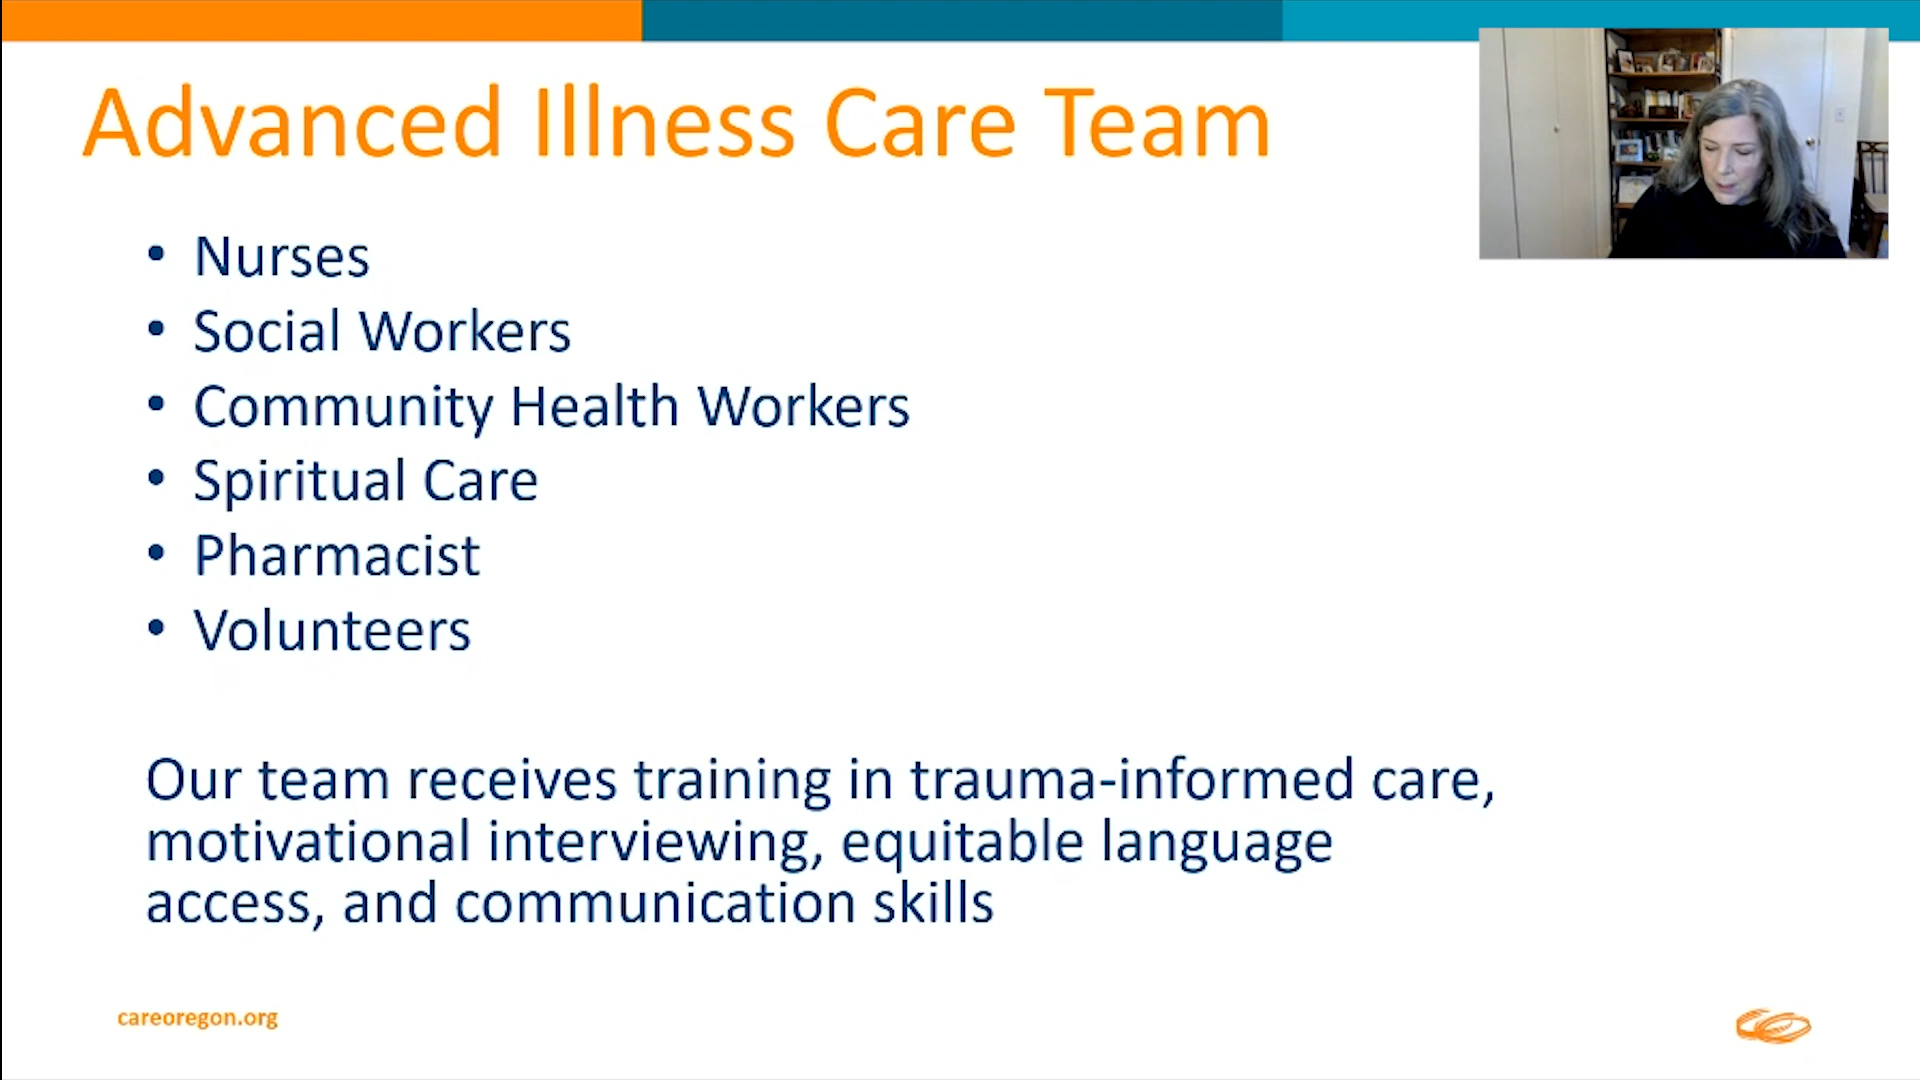 Advanced Illness Care Team
• Nurses
• Social Workers
• Community Health Workers
• Spiritual Care
• Pharmacist
• Volunteers
Our team receives training in trauma-informed care,
motivational interviewing, equitable language
access, and communication skills
careoregon.org